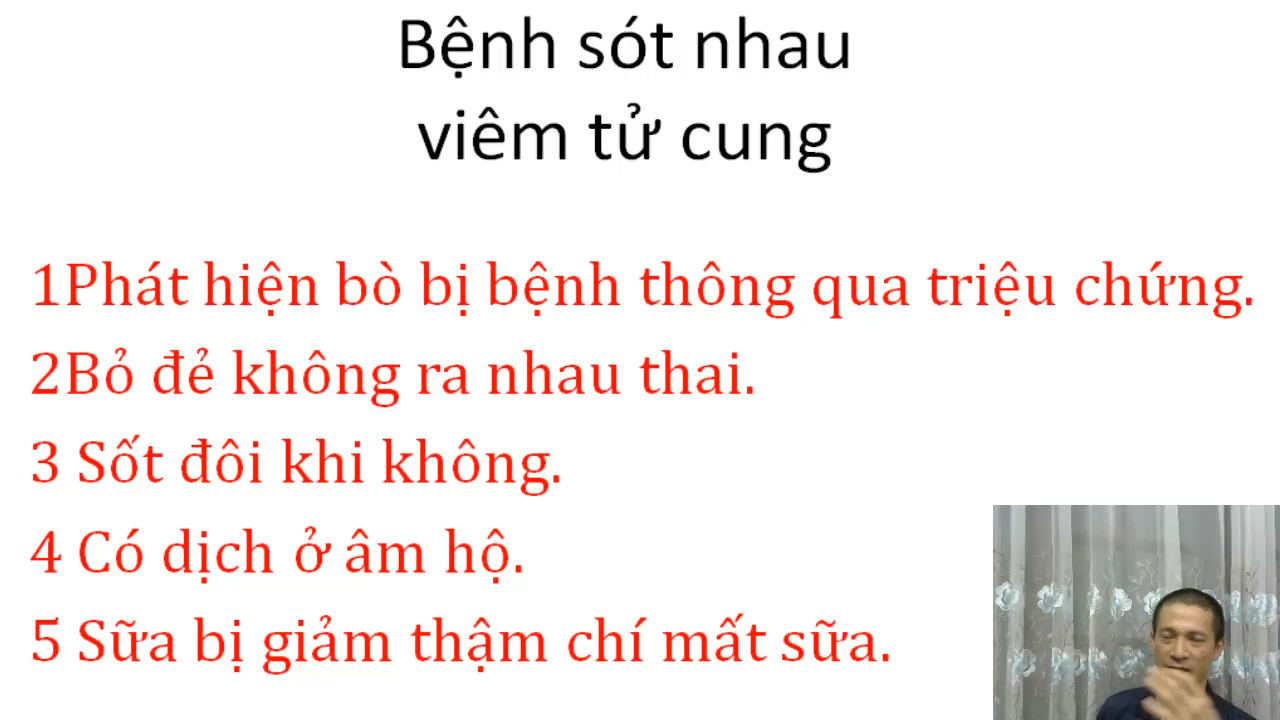 Bệnh sót nhau
viêm tử cung
1Phát hiện bò bị bệnh thông qua triệu chứng.
2Bỏ đẻ không ra nhau thai.
3 Sốt đôi khi không.
4 Có dịch ở âm hộ.
5 Sữa bị giảm thậm chí mất sữa.